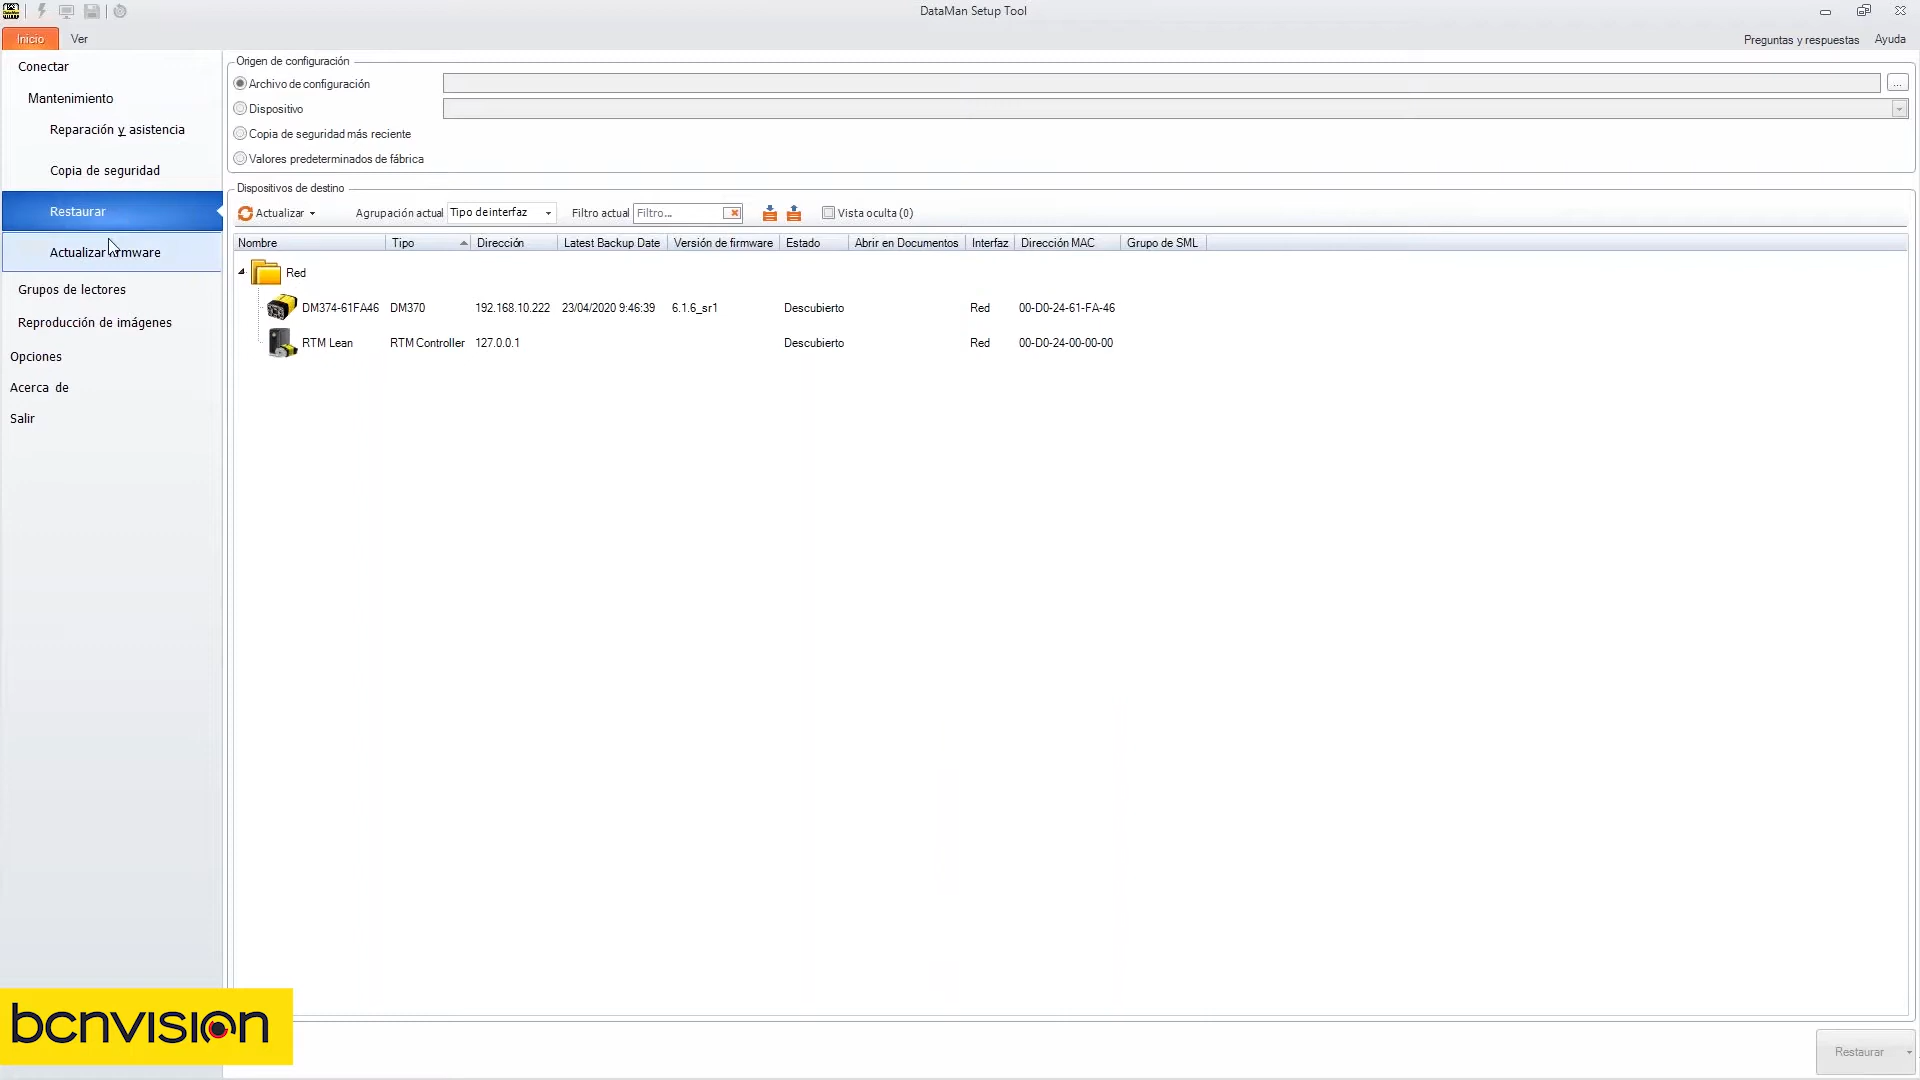 DataMan Setup Tool
Inicio Ver Preguntas y respuestas Ayuda
Conectar
Mantenimiento
Reparación y asistencia
Copia de seguridad
Restaurar
Actualizar firmware
Grupos de lectores
Reproducción de imágenes
Opciones
Acerca de
Salir
Origen de configuración
Archivo de configuración ...
Dispositivo
Copia de seguridad más reciente
Valores predeterminados de fábrica
Dispositivos de destino
Actualizar Agrupación actual Tipo de interfaz Filtro actual Filtro... Vista oculta (0)
Nombre Tipo Dirección Latest Backup Date Versión de firmware Estado Abrir en Documentos Interfaz Dirección MAC Grupo de SML
Red
DM374-61FA46 DM370 192.168.10.222 23/04/2020 9:46:39 6.1.6_sr1 Descubierto Red 00-D0-24-61-FA-46
RTM Lean RTM Controller 127.0.0.1 Descubierto Red 00-D0-24-00-00-00
bcnvision
Restaurar